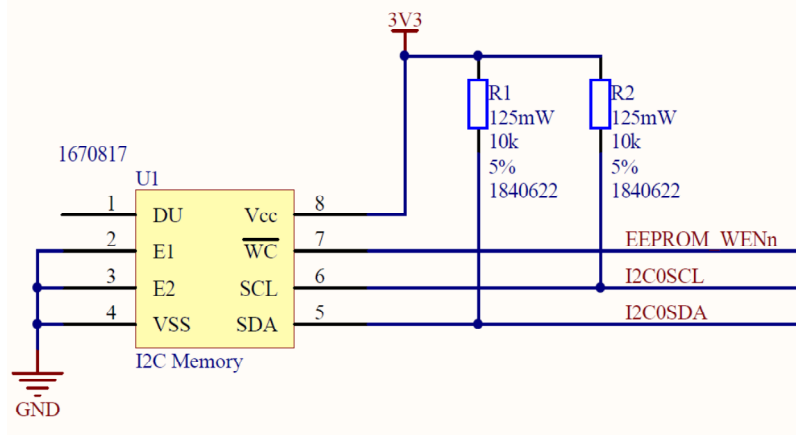 3V3
R1
125mW
10k
5%
1840622
R2
125mW
10k
5%
1840622
1670817
U1
1 DU Vcc 8
2 E1 WC 7 EEPROM_WENn
3 E2 SCL 6 I2C0SCL
4 VSS SDA 5 I2C0SDA
I2C Memory
GND